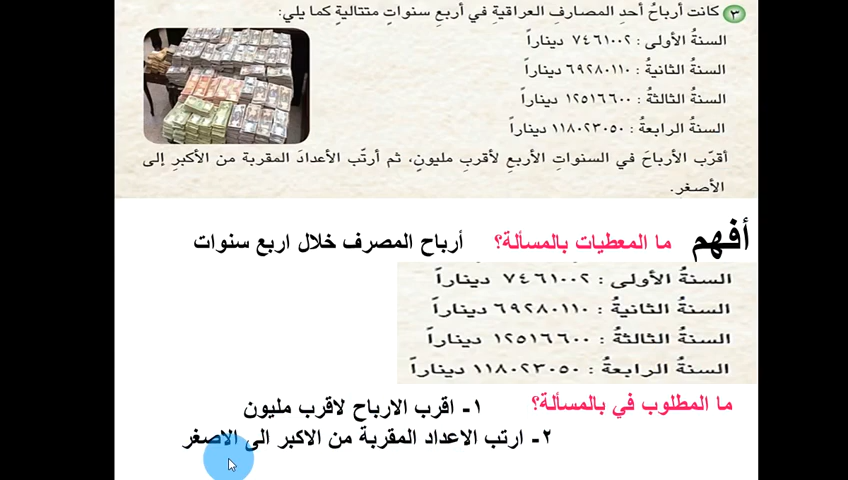 ٣ كانت أرباحُ أحدِ المصارفِ العراقيةِ في أربعِ سنواتٍ متتاليةٍ كما يلي:
السنةُ الأولى : ٧٤٦١٠٠٢ ديناراً
السنةُ الثانيةُ : ٦٩٢٨٠١١٠ ديناراً
السنةُ الثالثةُ : ١٢٥١٦٦٠٠ ديناراً
السنةُ الرابعةُ : ١١٨٠٢٣٠٥٠ ديناراً
أقرّب الأرباحَ في السنواتِ الأربعِ لأقربِ مليونٍ، ثم أرتّب الأعدادَ المقربة من الأكبرِ إلى
الأصغر.
أفهم ما المعطيات بالمسألة؟ أرباح المصرف خلال اربع سنوات
السنةُ الأولى : ٧٤٦١٠٠٢ ديناراً
السنةُ الثانيةُ : ٦٩٢٨٠١١٠ ديناراً
السنةُ الثالثةُ : ١٢٥١٦٦٠٠ ديناراً
السنةُ الرابعةُ : ١١٨٠٢٣٠٥٠ ديناراً
ما المطلوب في بالمسألة؟ ١- اقرب الارباح لاقرب مليون
٢- ارتب الاعداد المقربة من الاكبر الى الاصغر